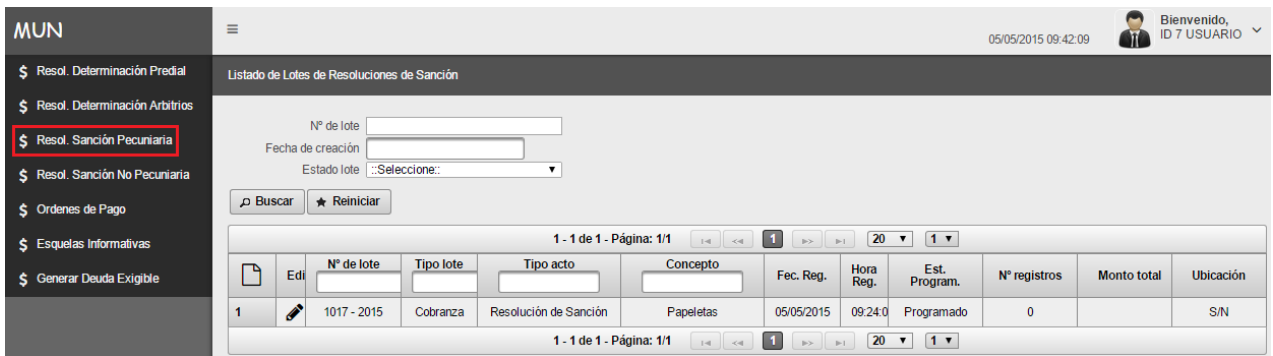 MUN
05/05/2015 09:42:09
Bienvenido,
ID 7 USUARIO
$ Resol. Determinación Predial
$ Resol. Determinación Arbitrios
$ Resol. Sanción Pecuniaria
$ Resol. Sanción No Pecuniaria
$ Ordenes de Pago
$ Esquelas Informativas
$ Generar Deuda Exigible
Listado de Lotes de Resoluciones de Sanción
Nº de lote
Fecha de creación
Estado lote ::Seleccione::
Buscar Reiniciar
1 - 1 de 1 - Página: 1/1 1 20 1
Edi Nº de lote Tipo lote Tipo acto Concepto Fec. Reg. Hora Reg. Est. Program. Nº registros Monto total Ubicación
1 1017 - 2015 Cobranza Resolución de Sanción Papeletas 05/05/2015 09:24:0 Programado 0 S/N
1 - 1 de 1 - Página: 1/1 1 20 1